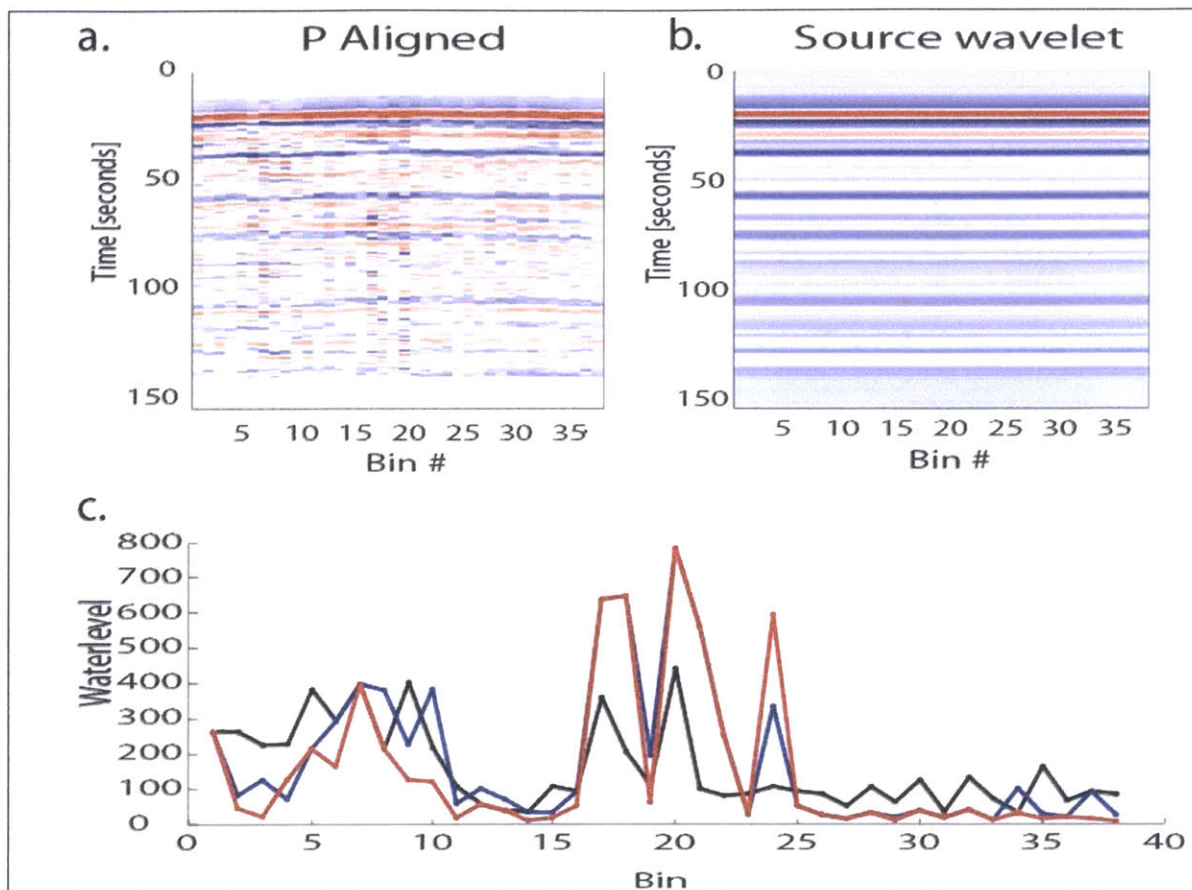 a. P Aligned
0
50
100
150
Time [seconds]
5 10 15 20 25 30 35
Bin #
b. Source wavelet
0
50
100
150
Time [seconds]
5 10 15 20 25 30 35
Bin #
c.
800
700
600
500
400
300
200
100
0
Waterlevel
0 5 10 15 20 25 30 35 40
Bin